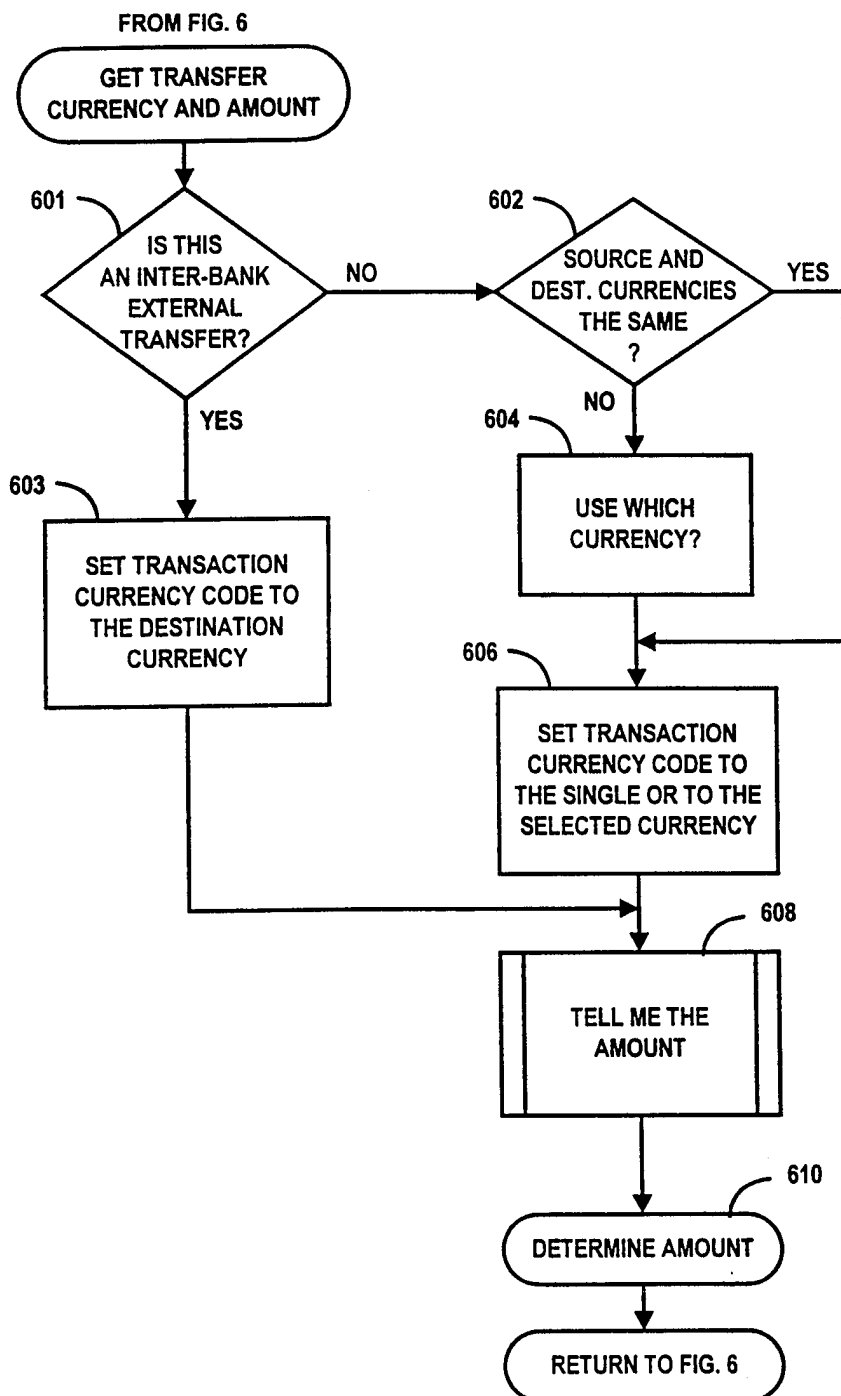 FROM FIG. 6
GET TRANSFER
CURRENCY AND AMOUNT
601
IS THIS
AN INTER-BANK
EXTERNAL
TRANSFER?
NO
602
SOURCE AND
DEST. CURRENCIES
THE SAME
?
YES
YES
NO
603
SET TRANSACTION
CURRENCY CODE TO
THE DESTINATION
CURRENCY
604
USE WHICH
CURRENCY?
606
SET TRANSACTION
CURRENCY CODE TO
THE SINGLE OR TO THE
SELECTED CURRENCY
608
TELL ME THE
AMOUNT
610
DETERMINE AMOUNT
RETURN TO FIG. 6